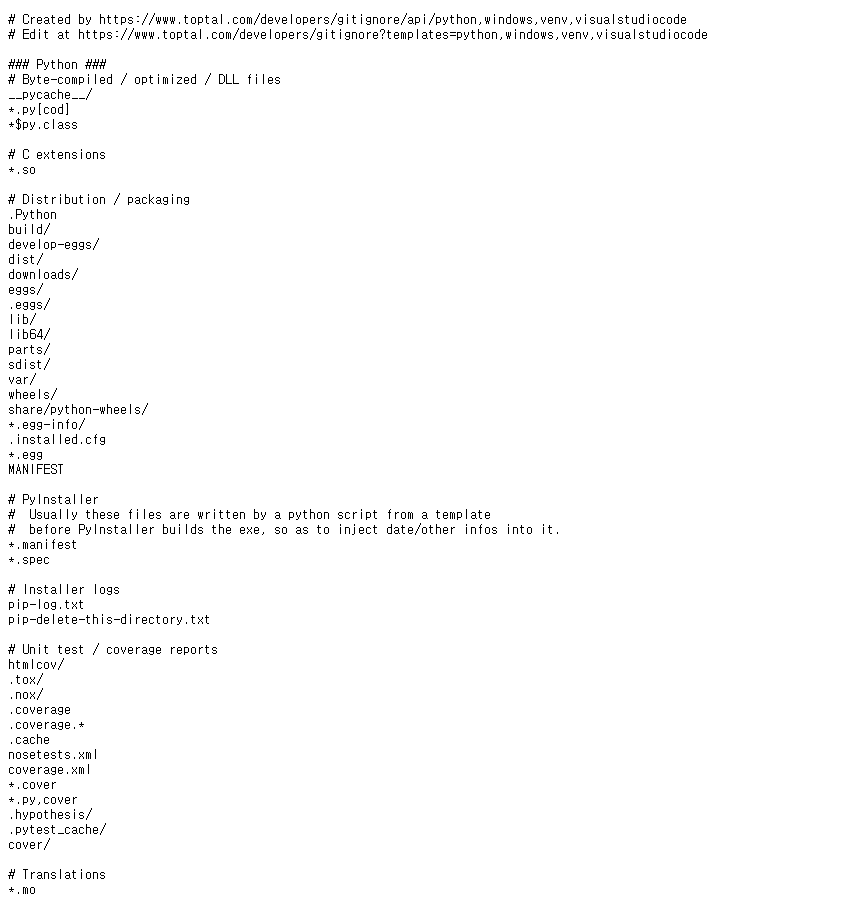 # Created by https://www.toptal.com/developers/gitignore/api/python,windows,venv,visualstudiocode
# Edit at https://www.toptal.com/developers/gitignore?templates=python,windows,venv,visualstudiocode

### Python ###
# Byte-compiled / optimized / DLL files
__pycache__/
*.py[cod]
*$py.class

# C extensions
*.so

# Distribution / packaging
.Python
build/
develop-eggs/
dist/
downloads/
eggs/
.eggs/
lib/
lib64/
parts/
sdist/
var/
wheels/
share/python-wheels/
*.egg-info/
.installed.cfg
*.egg
MANIFEST

# PyInstaller
#  Usually these files are written by a python script from a template
#  before PyInstaller builds the exe, so as to inject date/other infos into it.
*.manifest
*.spec

# Installer logs
pip-log.txt
pip-delete-this-directory.txt

# Unit test / coverage reports
htmlcov/
.tox/
.nox/
.coverage
.coverage.*
.cache
nosetests.xml
coverage.xml
*.cover
*.py,cover
.hypothesis/
.pytest_cache/
cover/

# Translations
*.mo